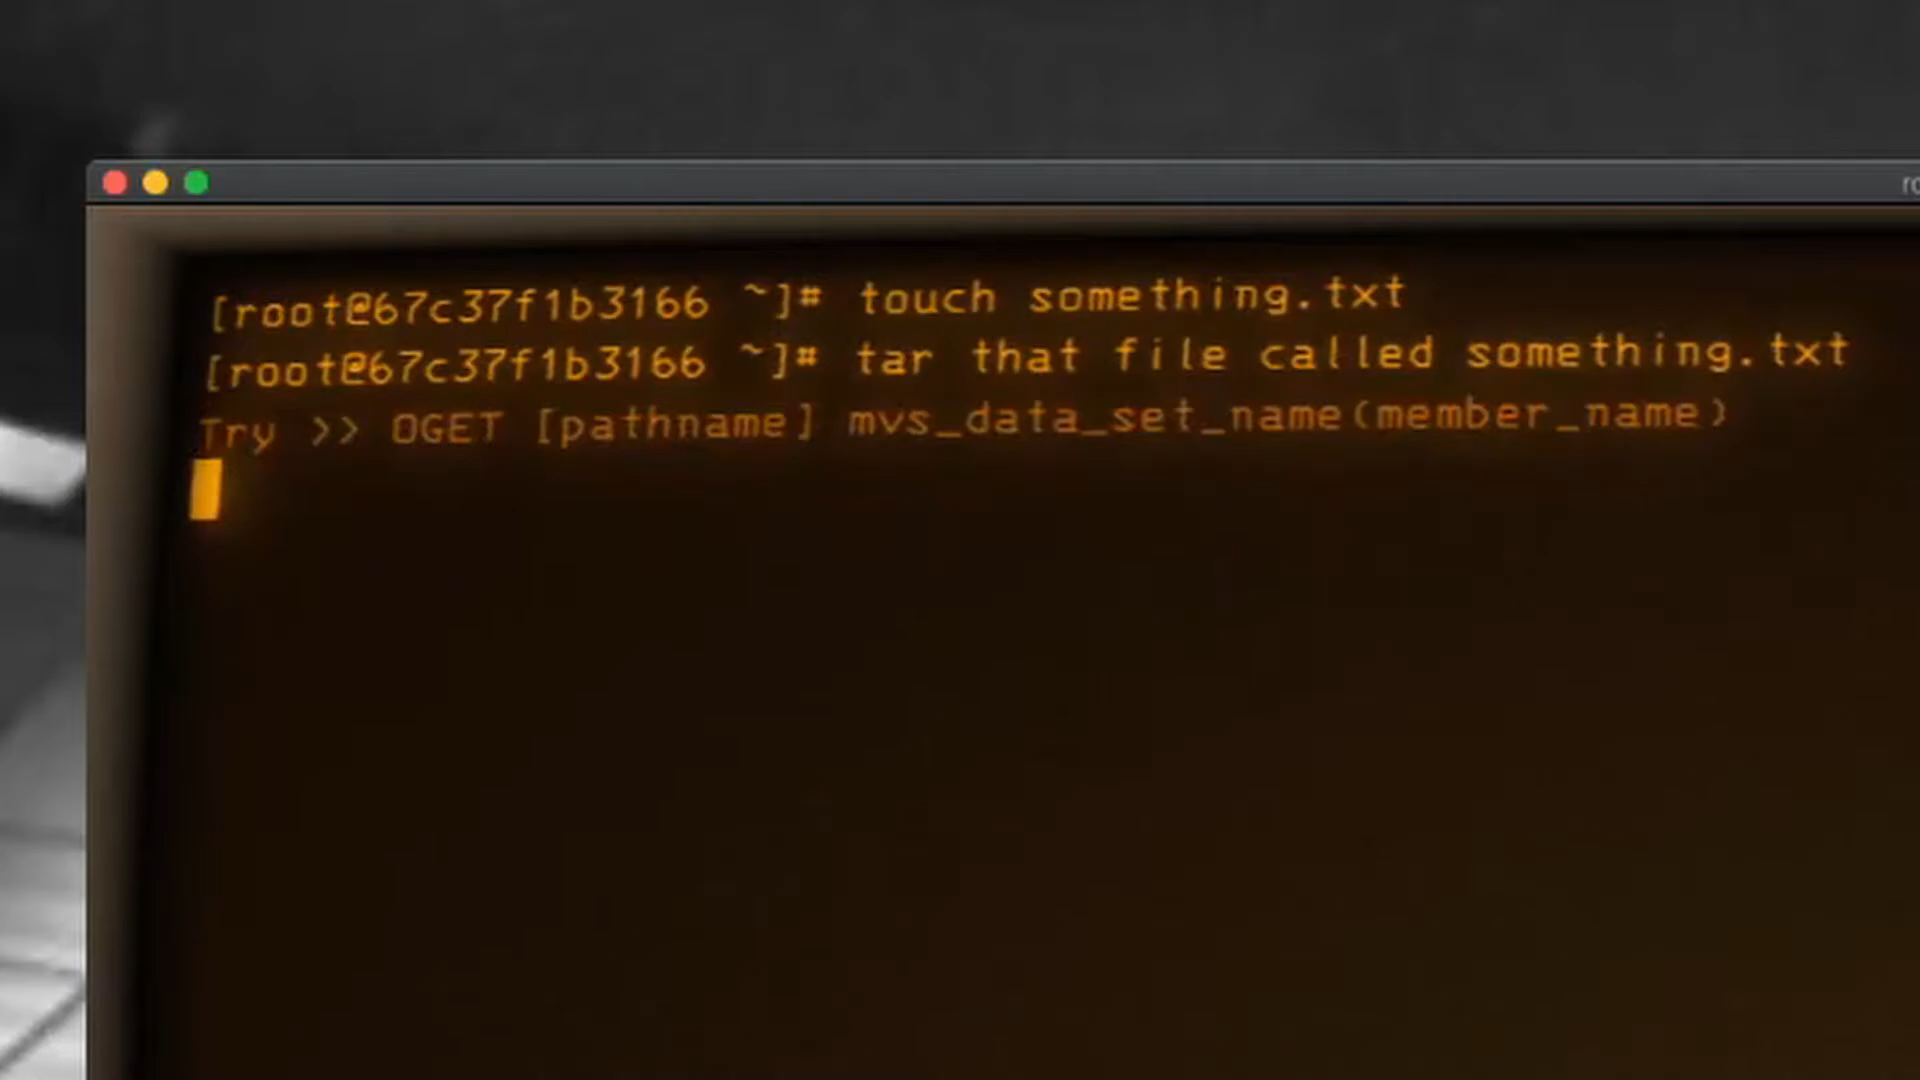 [root@67c37f1b3166 ~]# touch something.txt
[root@67c37f1b3166 ~]# tar that file called something.txt
Try >> OGET [pathname] mvs_data_set_name(member_name)